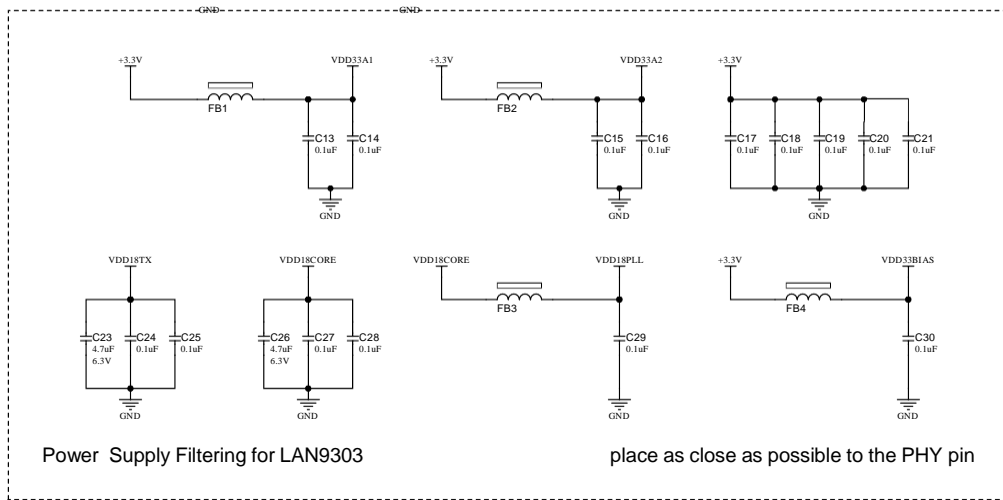 GND GND
+3.3V VDD33A1 +3.3V VDD33A2 +3.3V
FB1 FB2
C13 C14 C15 C16 C17 C18 C19 C20 C21
0.1uF 0.1uF 0.1uF 0.1uF 0.1uF 0.1uF 0.1uF 0.1uF 0.1uF
GND GND GND
VDD18TX VDD18CORE VDD18CORE VDD18PLL +3.3V VDD33BIAS
FB3 FB4
C23 C24 C25 C26 C27 C28 C29 C30
4.7uF 0.1uF 0.1uF 4.7uF 0.1uF 0.1uF 0.1uF 0.1uF
6.3V 6.3V
GND GND GND GND
Power Supply Filtering for LAN9303 place as close as possible to the PHY pin